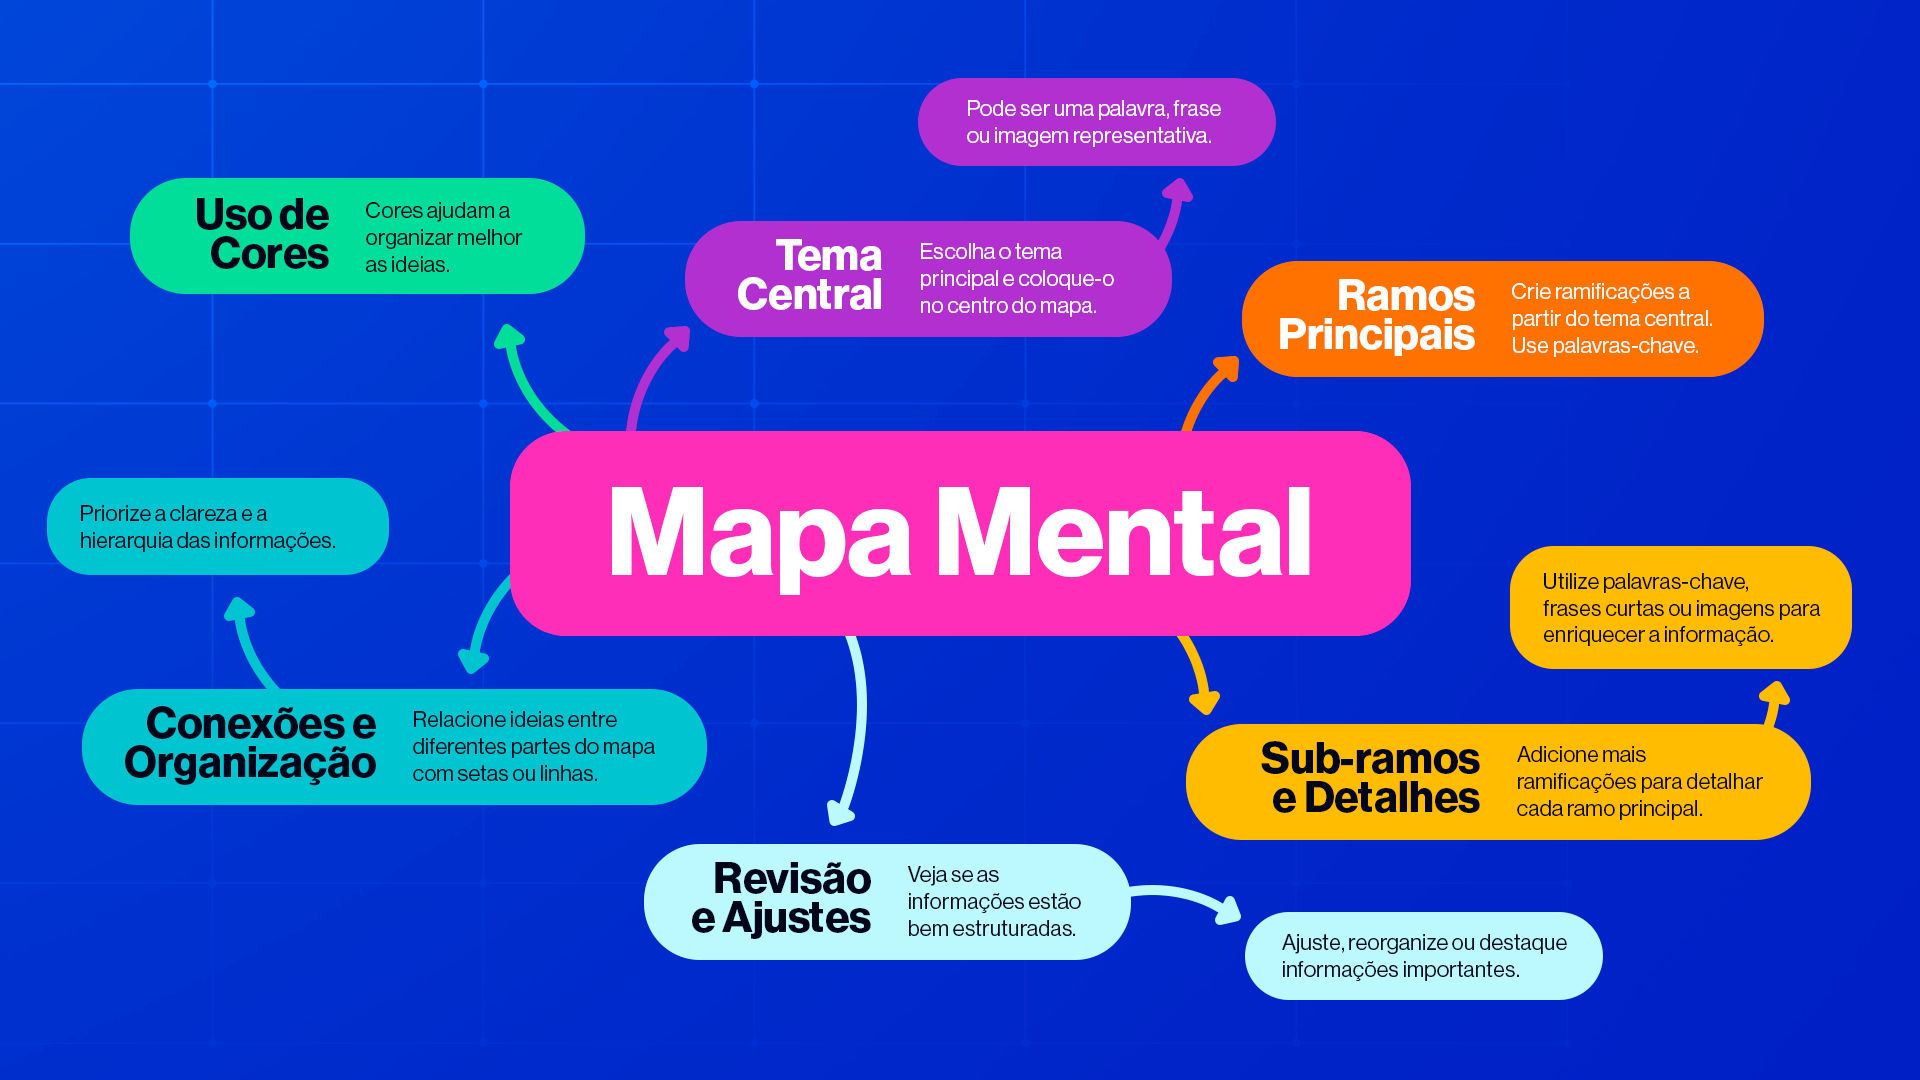 Pode ser uma palavra, frase
ou imagem representativa.
Uso de
Cores
Cores ajudam a
organizar melhor
as ideias.
Tema
Central
Escolha o tema
principal e coloque-o
no centro do mapa.
Ramos
Principais
Crie ramificações a
partir do tema central.
Use palavras-chave.
Mapa Mental
Priorize a clareza e a
hierarquia das informações.
Utilize palavras-chave,
frases curtas ou imagens para
enriquecer a informação.
Conexões e
Organização
Relacione ideias entre
diferentes partes do mapa
com setas ou linhas.
Sub-ramos
e Detalhes
Adicione mais
ramificações para detalhar
cada ramo principal.
Revisão
e Ajustes
Veja se as
informações estão
bem estruturadas.
Ajuste, reorganize ou destaque
informações importantes.